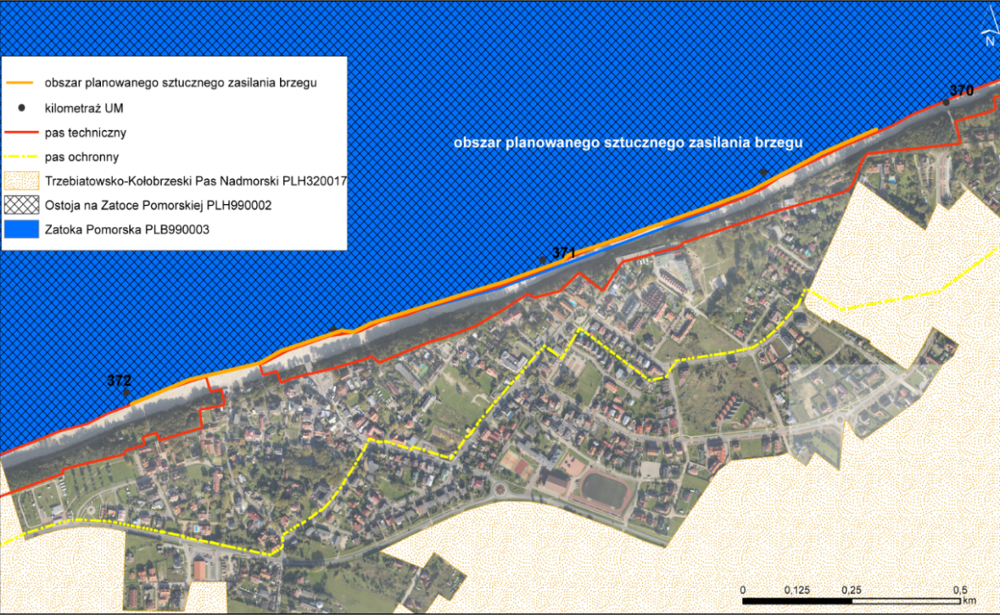 N
obszar planowanego sztucznego zasilania brzegu
kilometraż UM
pas techniczny
pas ochronny
Trzebiatowsko-Kołobrzeski Pas Nadmorski PLH320017
Ostoja na Zatoce Pomorskiej PLH990002
Zatoka Pomorska PLB990003
370
obszar planowanego sztucznego zasilania brzegu
371
372
0 0,125 0,25 0,5
km